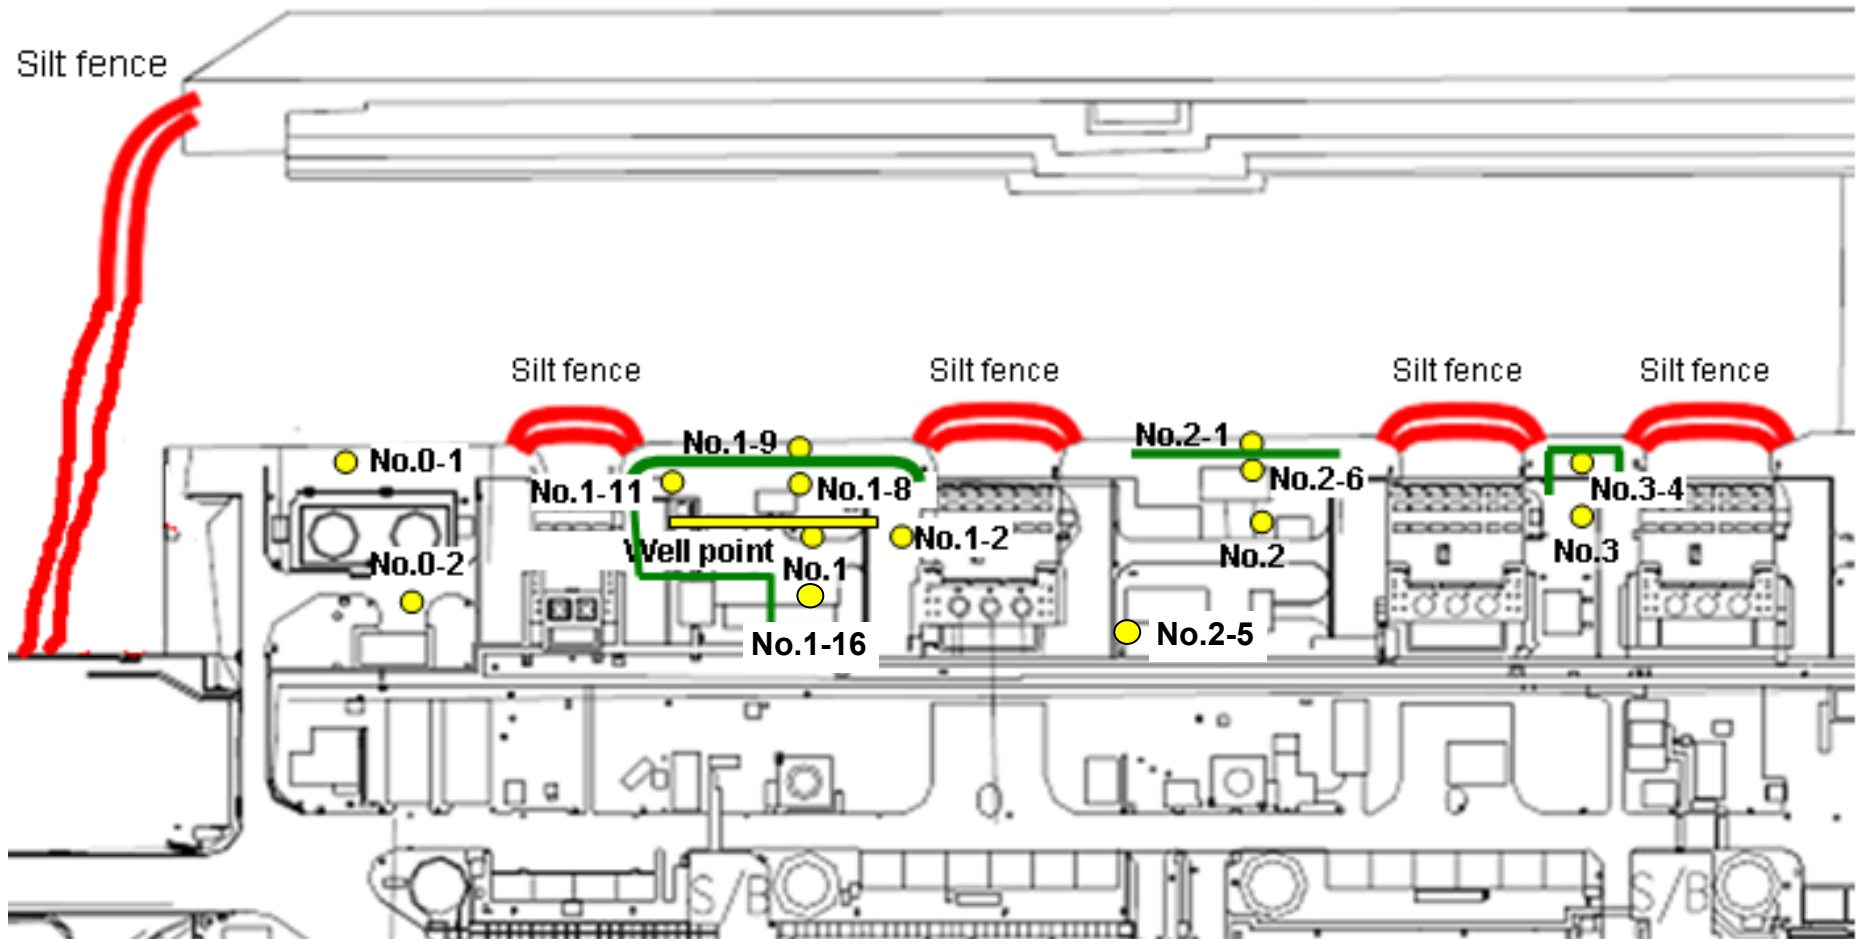 Silt fence
Silt fence
Silt fence
Silt fence
Silt fence
No.1-9
No.2-1
No.0-1
No.1-11
No.1-8
No.2-6
No.3-4
No.1-2
Well point
No.2
No.3
No.0-2
No.1
No.1-16
No.2-5
S/B
S/B